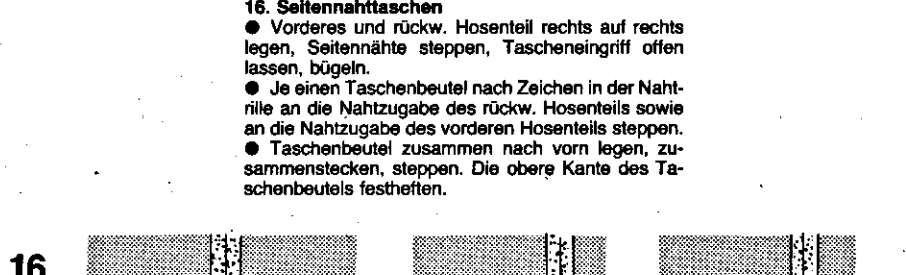 16. Seitennahttaschen
● Vorderes und rückw. Hosenteil rechts auf rechts
legen, Seitennähte steppen, Tascheneingriff offen
lassen, bügeln.
● Je einen Taschenbeutel nach Zeichen in der Naht-
rille an die Nahtzugabe des rückw. Hosenteils sowie
an die Nahtzugabe des vorderen Hosenteils steppen.
● Taschenbeutel zusammen nach vorn legen, zu-
sammenstecken, steppen. Die obere Kante des Ta-
schenbeutels festheften.
16